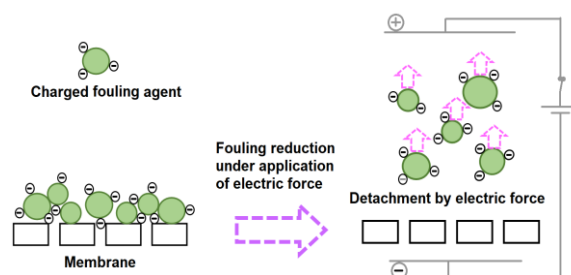 Charged fouling agent
Fouling reduction
under application
of electric force
Detachment by electric force
Membrane